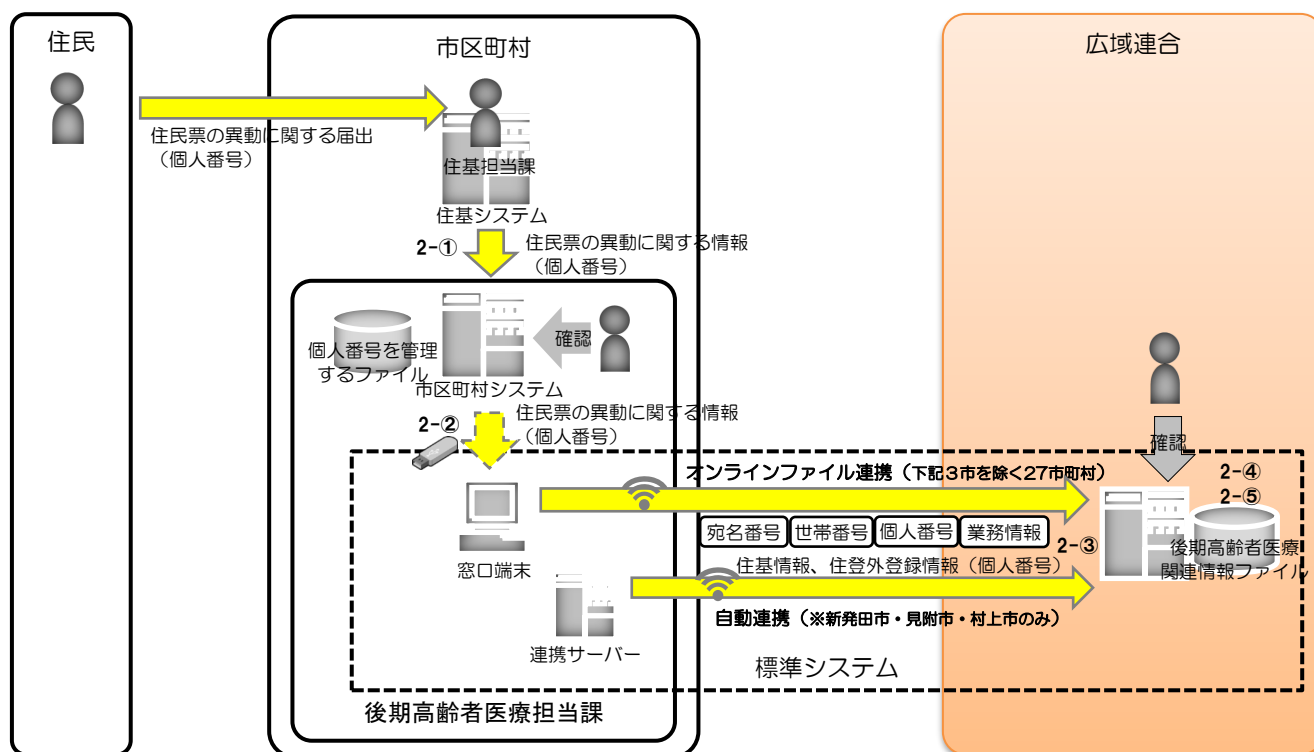 住民
市区町村
広域連合
住民票の異動に関する届出
（個人番号）
住基担当課
住基システム
2-①
住民票の異動に関する情報
（個人番号）
個人番号を管理
するファイル
確認
市区町村システム
2-②
住民票の異動に関する情報
（個人番号）
確認
オンラインファイル連携（下記３市を除く２７市町村）
2-④
2-⑤
宛名番号
世帯番号
個人番号
業務情報
2-③
後期高齢者医療
関連情報ファイル
窓口端末
住基情報、住登外登録情報（個人番号）
自動連携（※新発田市・見附市・村上市のみ）
連携サーバー
標準システム
後期高齢者医療担当課